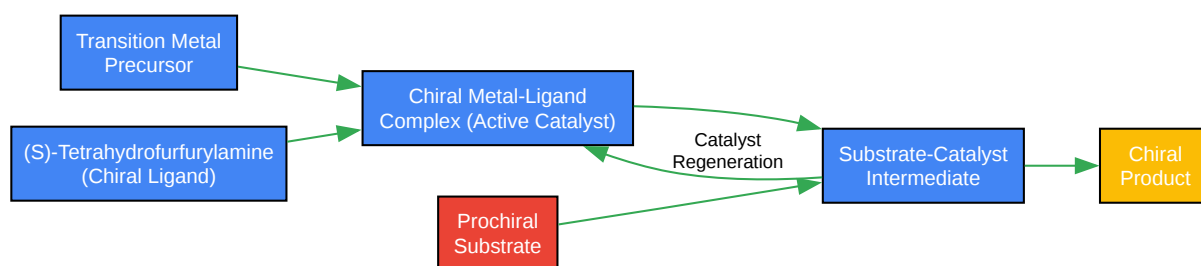 Transition Metal
Precursor
(S)-Tetrahydrofurfurylamine
(Chiral Ligand)
Chiral Metal-Ligand
Complex (Active Catalyst)
Catalyst
Regeneration
Prochiral
Substrate
Substrate-Catalyst
Intermediate
Chiral
Product